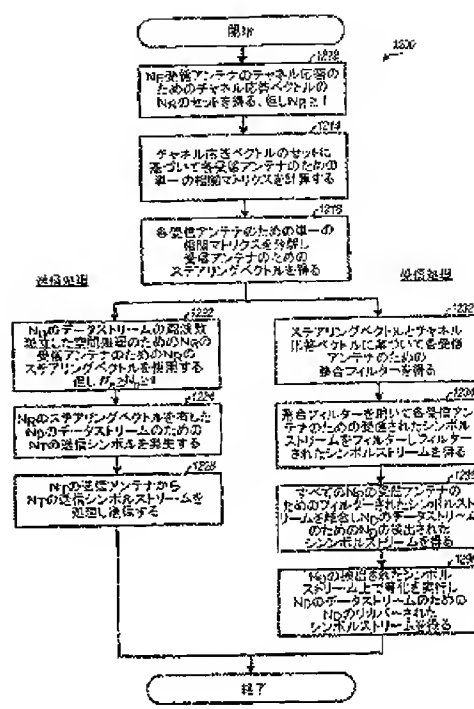 開始
1200
1212
NR受信アンテナのチャネル応答の
ためのチャネル応答ベクトルの
NRのセットを得る、但しNR≥1
1214
チャネル応答ベクトルのセットに
基づいて各受信アンテナのための
単一の相関マトリクスを計算する
1216
各受信アンテナのための単一の
相関マトリクスを分解し
受信アンテナのための
ステアリングベクトルを得る
送信処理
1222
NDのデータストリームの周波数
独立した空間処理のためのNRの
受信アンテナのためのNRの
ステアリングベクトルを使用する
但しNR≥ND≥1
1224
NRのステアリングベクトルを有した
NDのデータストリームのための
NTの送信シンボルを発生する
1226
NTの送信アンテナから
NTの送信シンボルストリームを
処理し送信する
受信処理
1232
ステアリングベクトルとチャネル
応答ベクトルに基づいて各受信
アンテナのための
整合フィルターを得る
1234
整合フィルターを用いて各受信アンテナ
のための受信されたシンボル
ストリームをフィルターしフィルター
されたシンボルストリームを得る
1236
すべてのNRの受信アンテナの
ためのフィルターされたシンボルスト
リームを結合しNDのデータストリーム
のためのNDの検出された
シンボルストリームを得る
NDの検出されたシンボル
ストリーム上で等化を実行し
NDのデータストリームのための
NDのリカバーされた
シンボルストリームを得る
終了